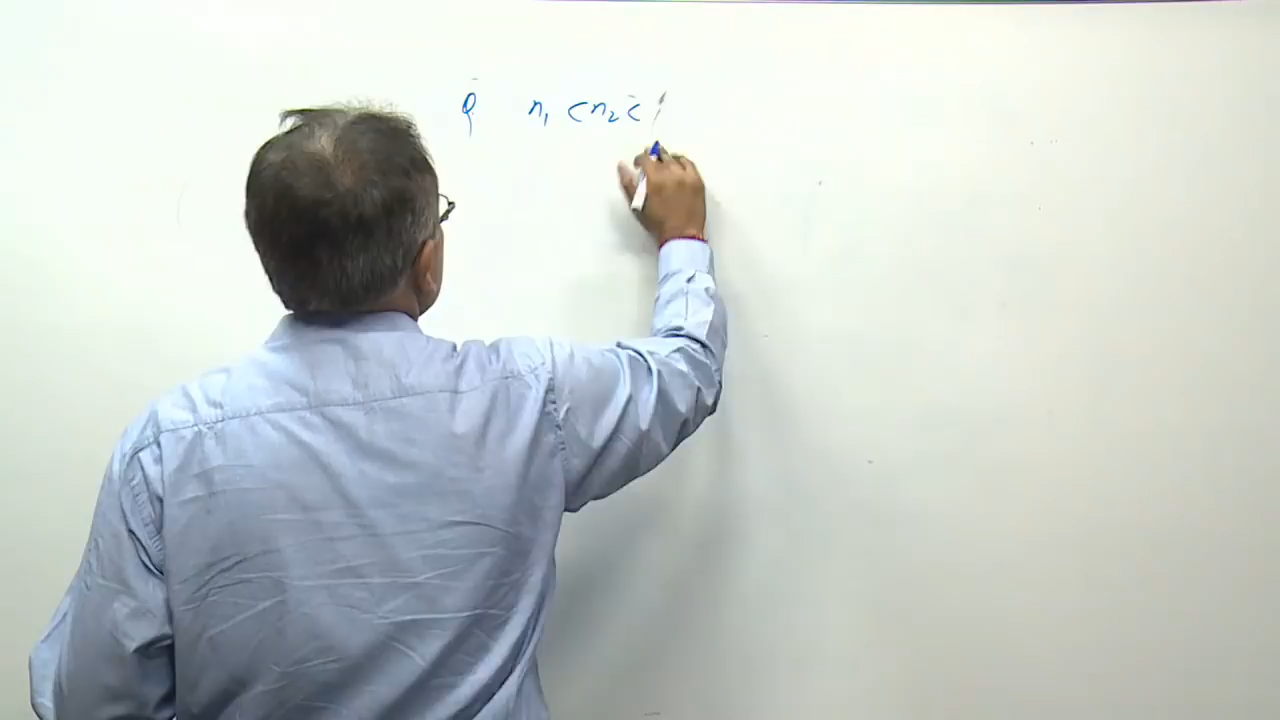 n₁ < n₂ <